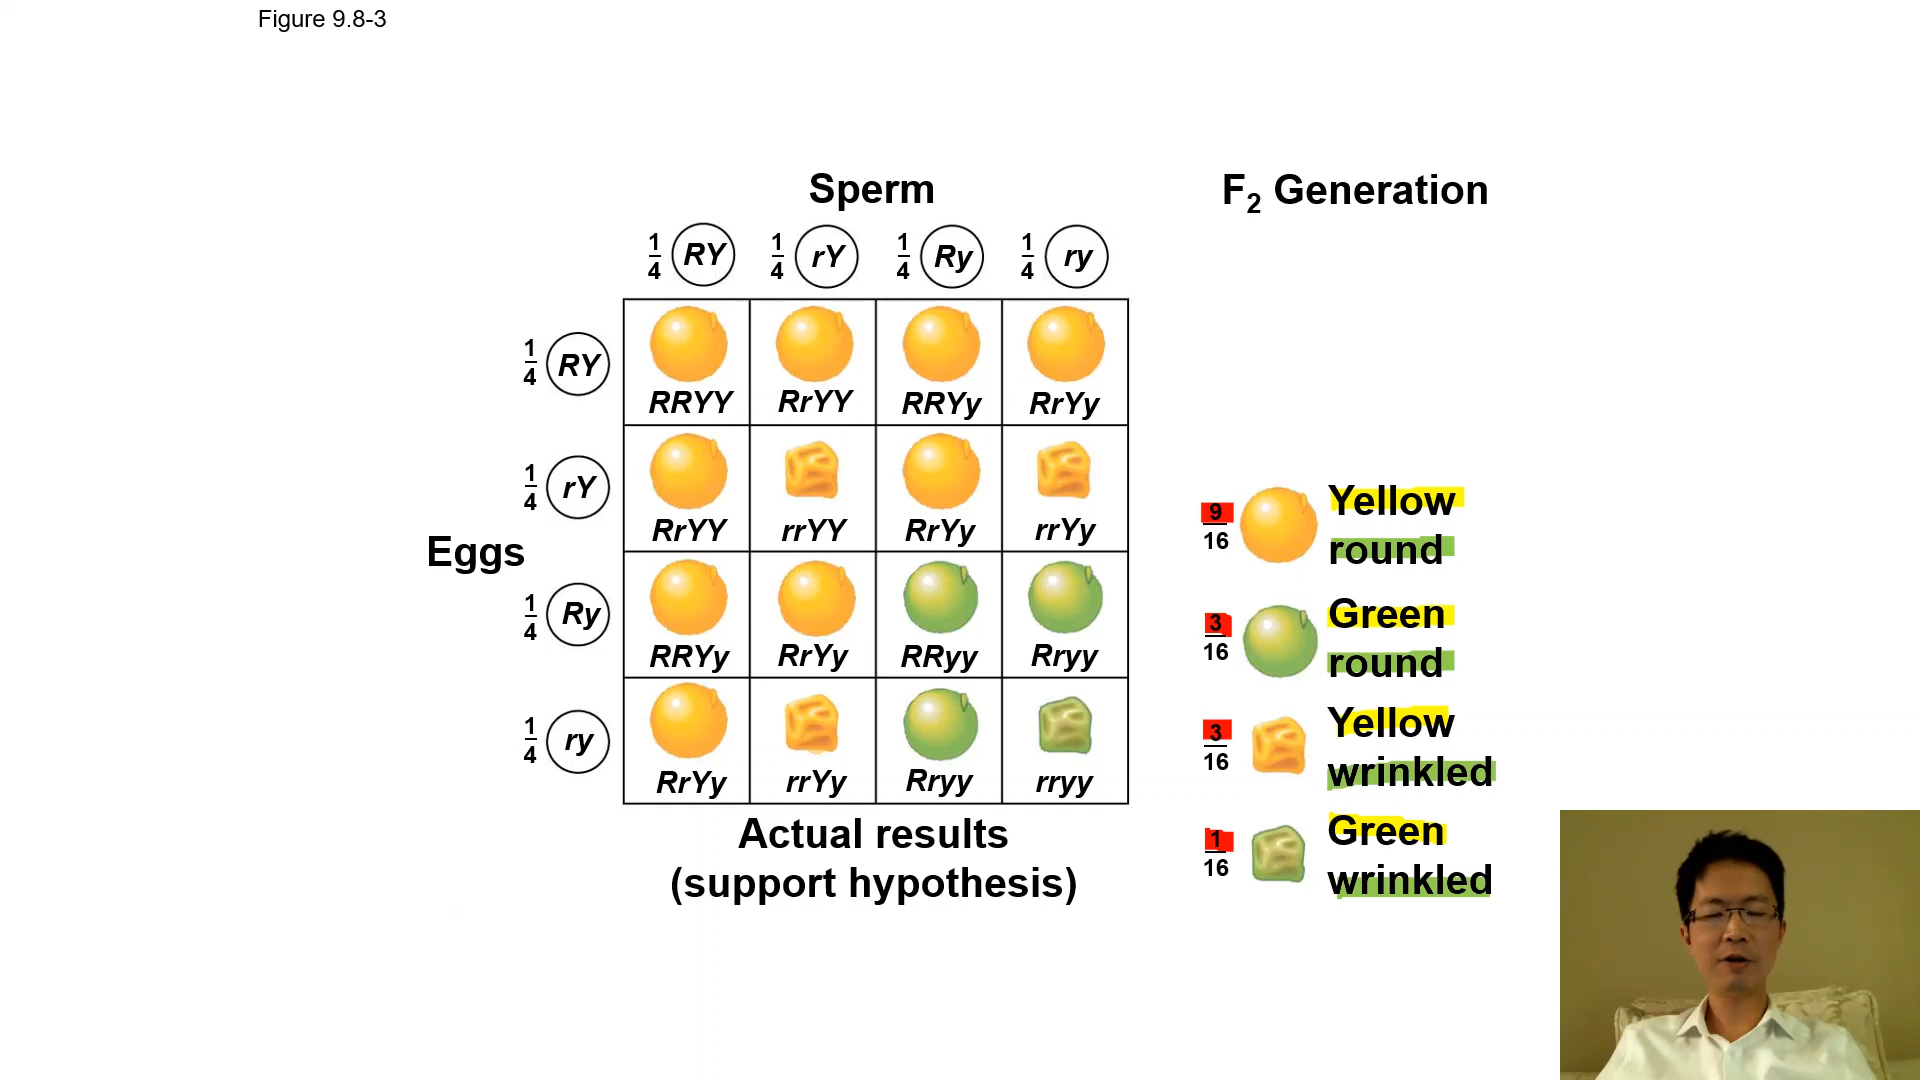 Figure 9.8-3
Sperm
F2 Generation
1/4 RY 1/4 rY 1/4 Ry 1/4 ry
1/4 RY
RRYY RrYY RRYy RrYy
1/4 rY
RrYY rrYY RrYy rrYy
Eggs
1/4 Ry
RRYy RrYy RRyy Rryy
1/4 ry
RrYy rrYy Rryy rryy
Actual results
(support hypothesis)
9/16 Yellow
round
3/16 Green
round
3/16 Yellow
wrinkled
1/16 Green
wrinkled